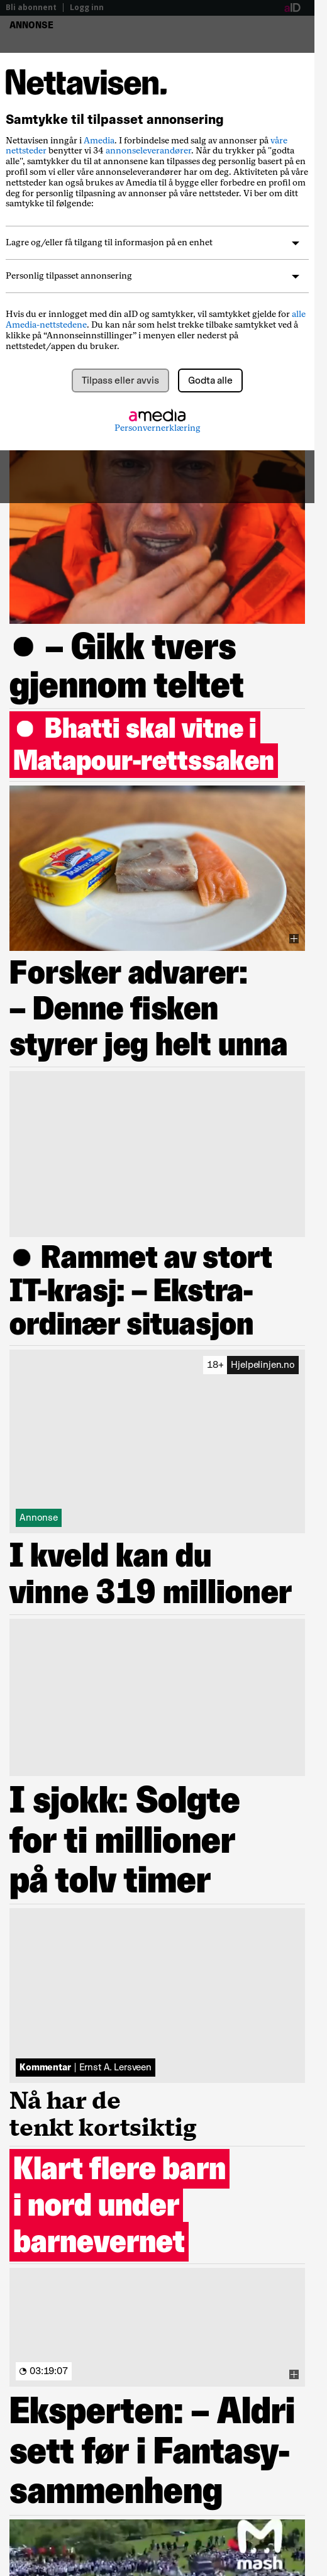 Bli abonnent | Logg inn
aID
ANNONSE
Nettavisen.
Samtykke til tilpasset annonsering
Nettavisen inngår i Amedia. I forbindelse med salg av annonser på våre
nettsteder benytter vi 34 annonseleverandører. Når du trykker på "godta
alle", samtykker du til at annonsene kan tilpasses deg personlig basert på en
profil som vi eller våre annonseleverandører har om deg. Aktiviteten på våre
nettsteder kan også brukes av Amedia til å bygge eller forbedre en profil om
deg for personlig tilpasning av annonser på våre nettsteder. Vi ber om ditt
samtykke til følgende:
Lagre og/eller få tilgang til informasjon på en enhet
Personlig tilpasset annonsering
Hvis du er innlogget med din aID og samtykker, vil samtykket gjelde for alle
Amedia-nettstedene. Du kan når som helst trekke tilbake samtykket ved å
klikke på “Annonseinnstillinger” i menyen eller nederst på
nettstedet/appen du bruker.
Tilpass eller avvis
Godta alle
amedia
Personvernerklæring
● – Gikk tvers
gjennom teltet
● Bhatti skal vitne i
Matapour-rettssaken
Forsker advarer:
– Denne fisken
styrer jeg helt unna
● Rammet av stort
IT-krasj: – Ekstra-
ordinær situasjon
18+ Hjelpelinjen.no
Annonse
I kveld kan du
vinne 319 millioner
I sjokk: Solgte
for ti millioner
på tolv timer
Kommentar | Ernst A. Lersveen
Nå har de
tenkt kortsiktig
Klart flere barn
i nord under
barnevernet
03:19:07
Eksperten: – Aldri
sett før i Fantasy-
sammenheng
mash